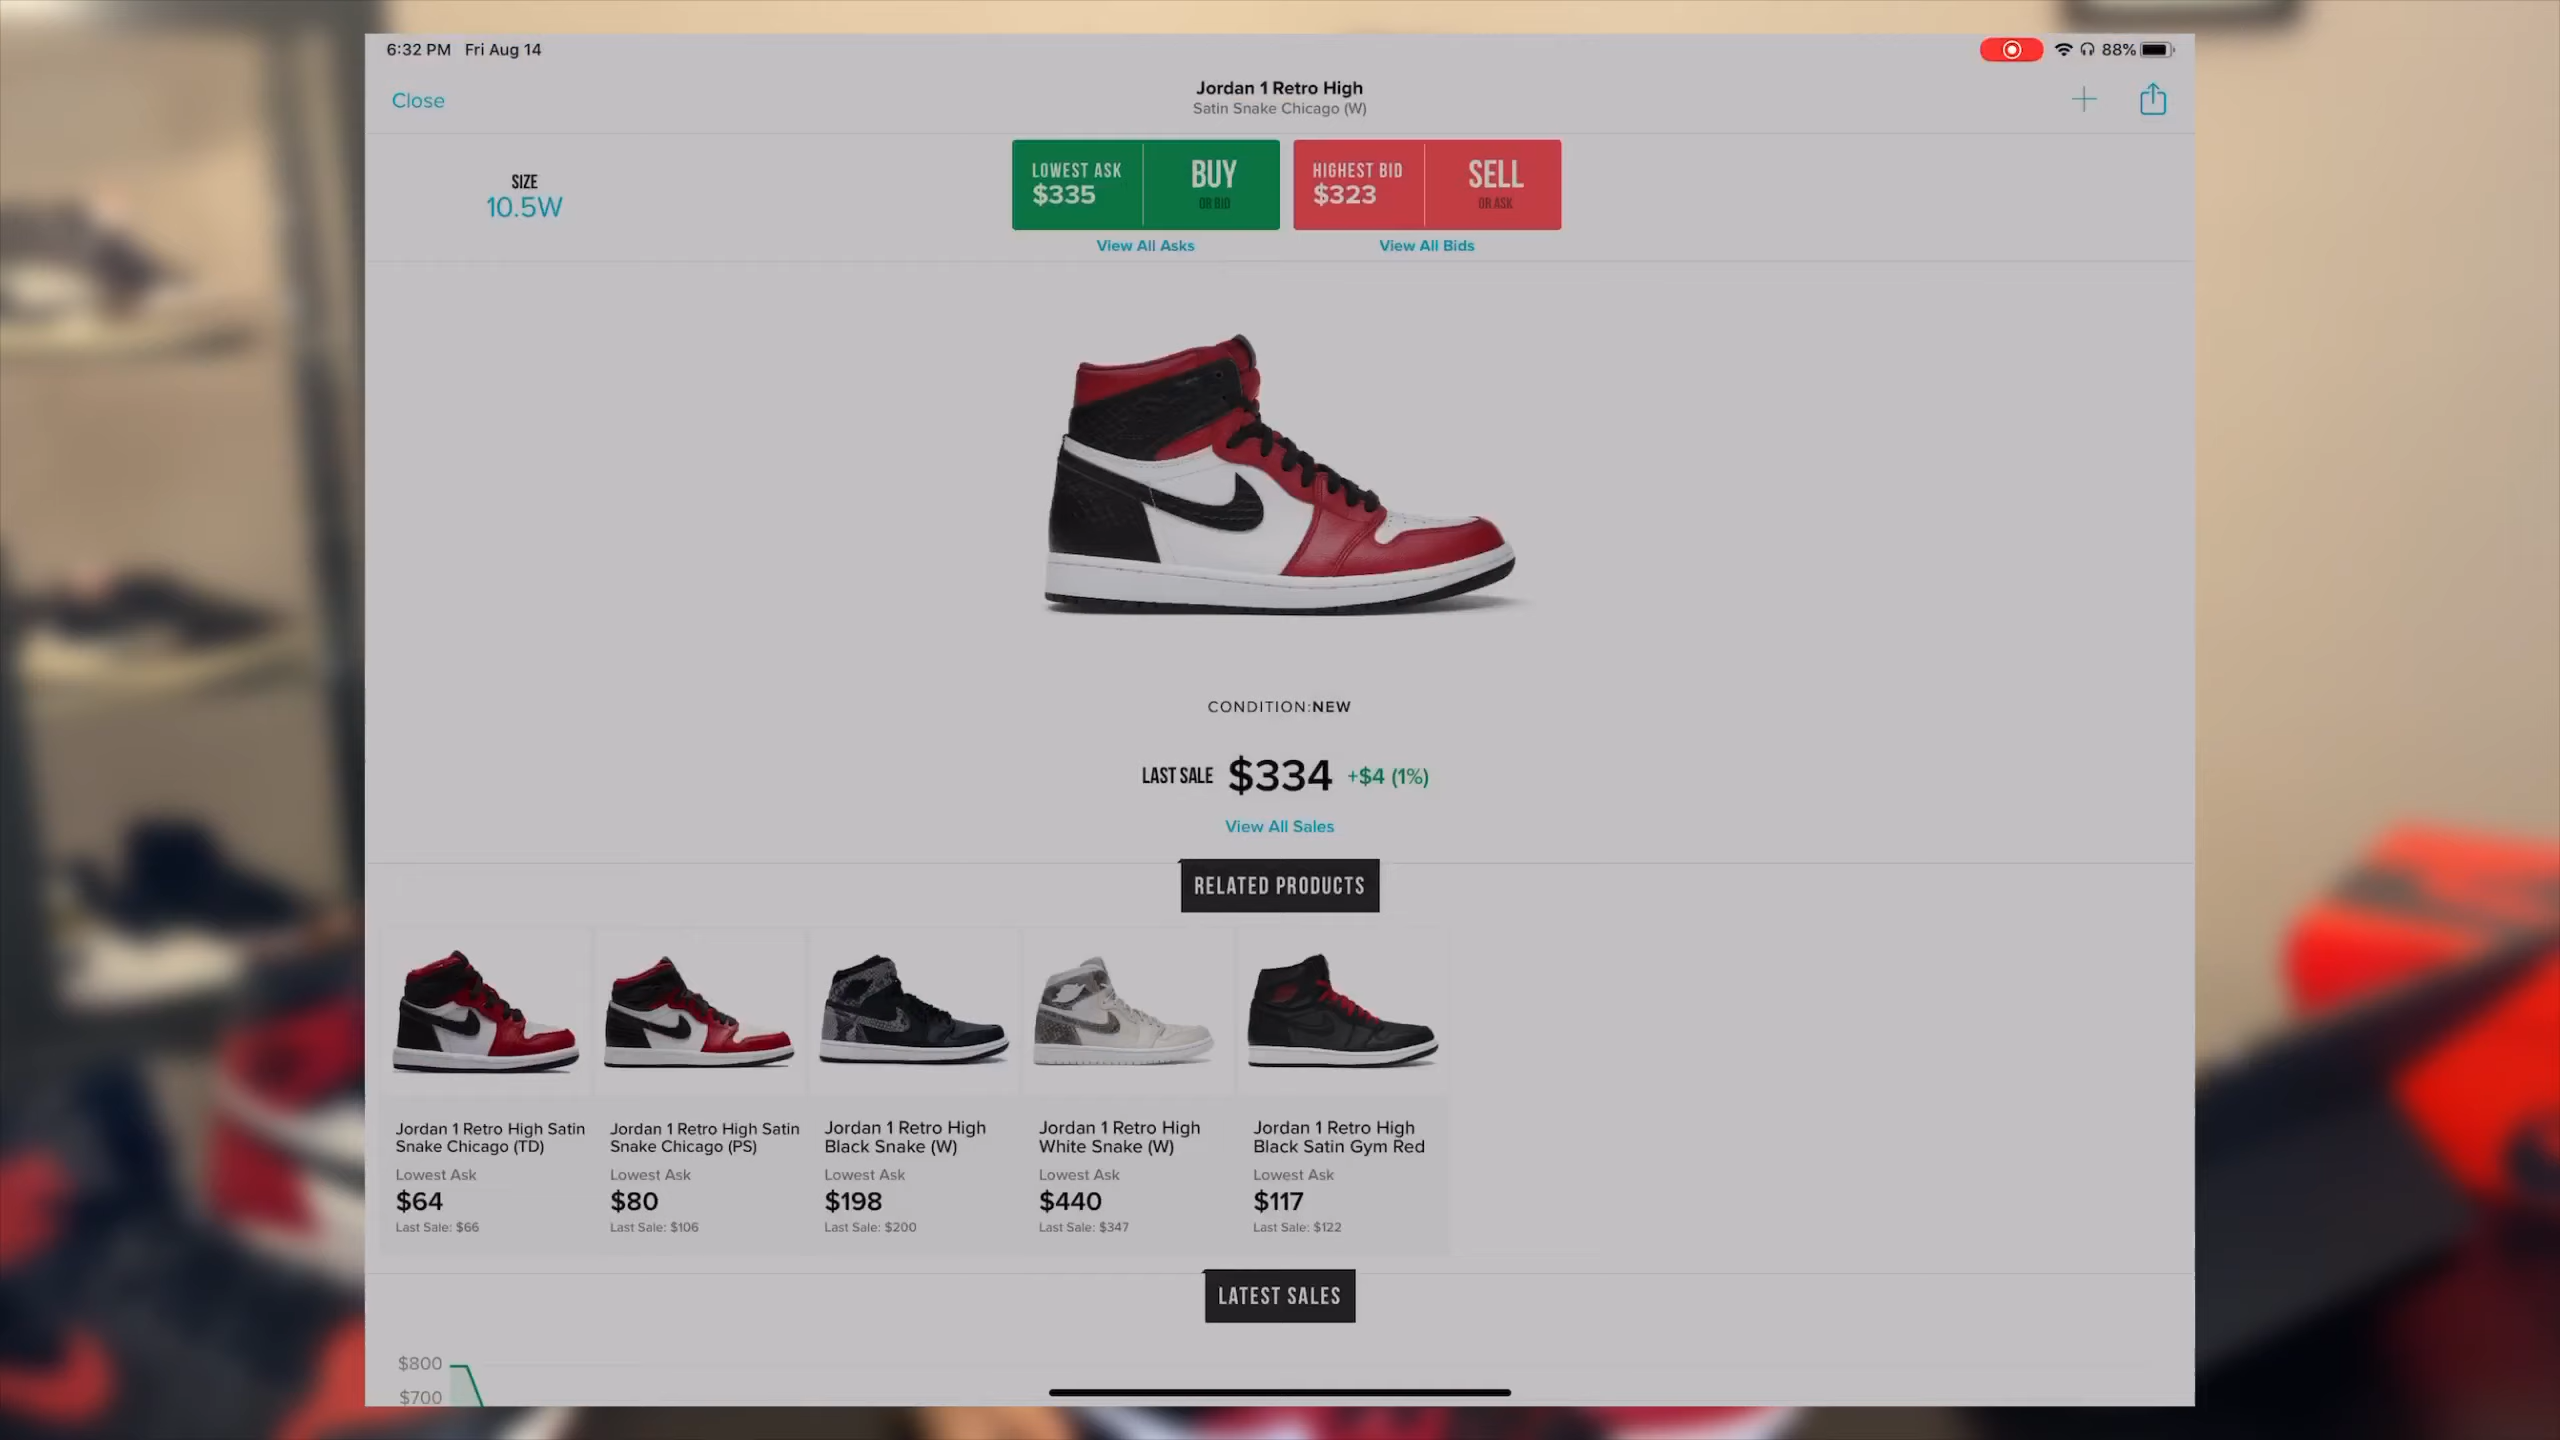 6:32 PM Fri Aug 14
88%
Close
Jordan 1 Retro High
Satin Snake Chicago (W)
SIZE
10.5W
LOWEST ASK
$335
BUY
OR BID
HIGHEST BID
$323
SELL
OR ASK
View All Asks
View All Bids
CONDITION:NEW
LAST SALE $334 +$4 (1%)
View All Sales
RELATED PRODUCTS
Jordan 1 Retro High Satin
Snake Chicago (TD)
Lowest Ask
$64
Last Sale: $66
Jordan 1 Retro High Satin
Snake Chicago (PS)
Lowest Ask
$80
Last Sale: $106
Jordan 1 Retro High
Black Snake (W)
Lowest Ask
$198
Last Sale: $200
Jordan 1 Retro High
White Snake (W)
Lowest Ask
$440
Last Sale: $347
Jordan 1 Retro High
Black Satin Gym Red
Lowest Ask
$117
Last Sale: $122
LATEST SALES
$800
$700